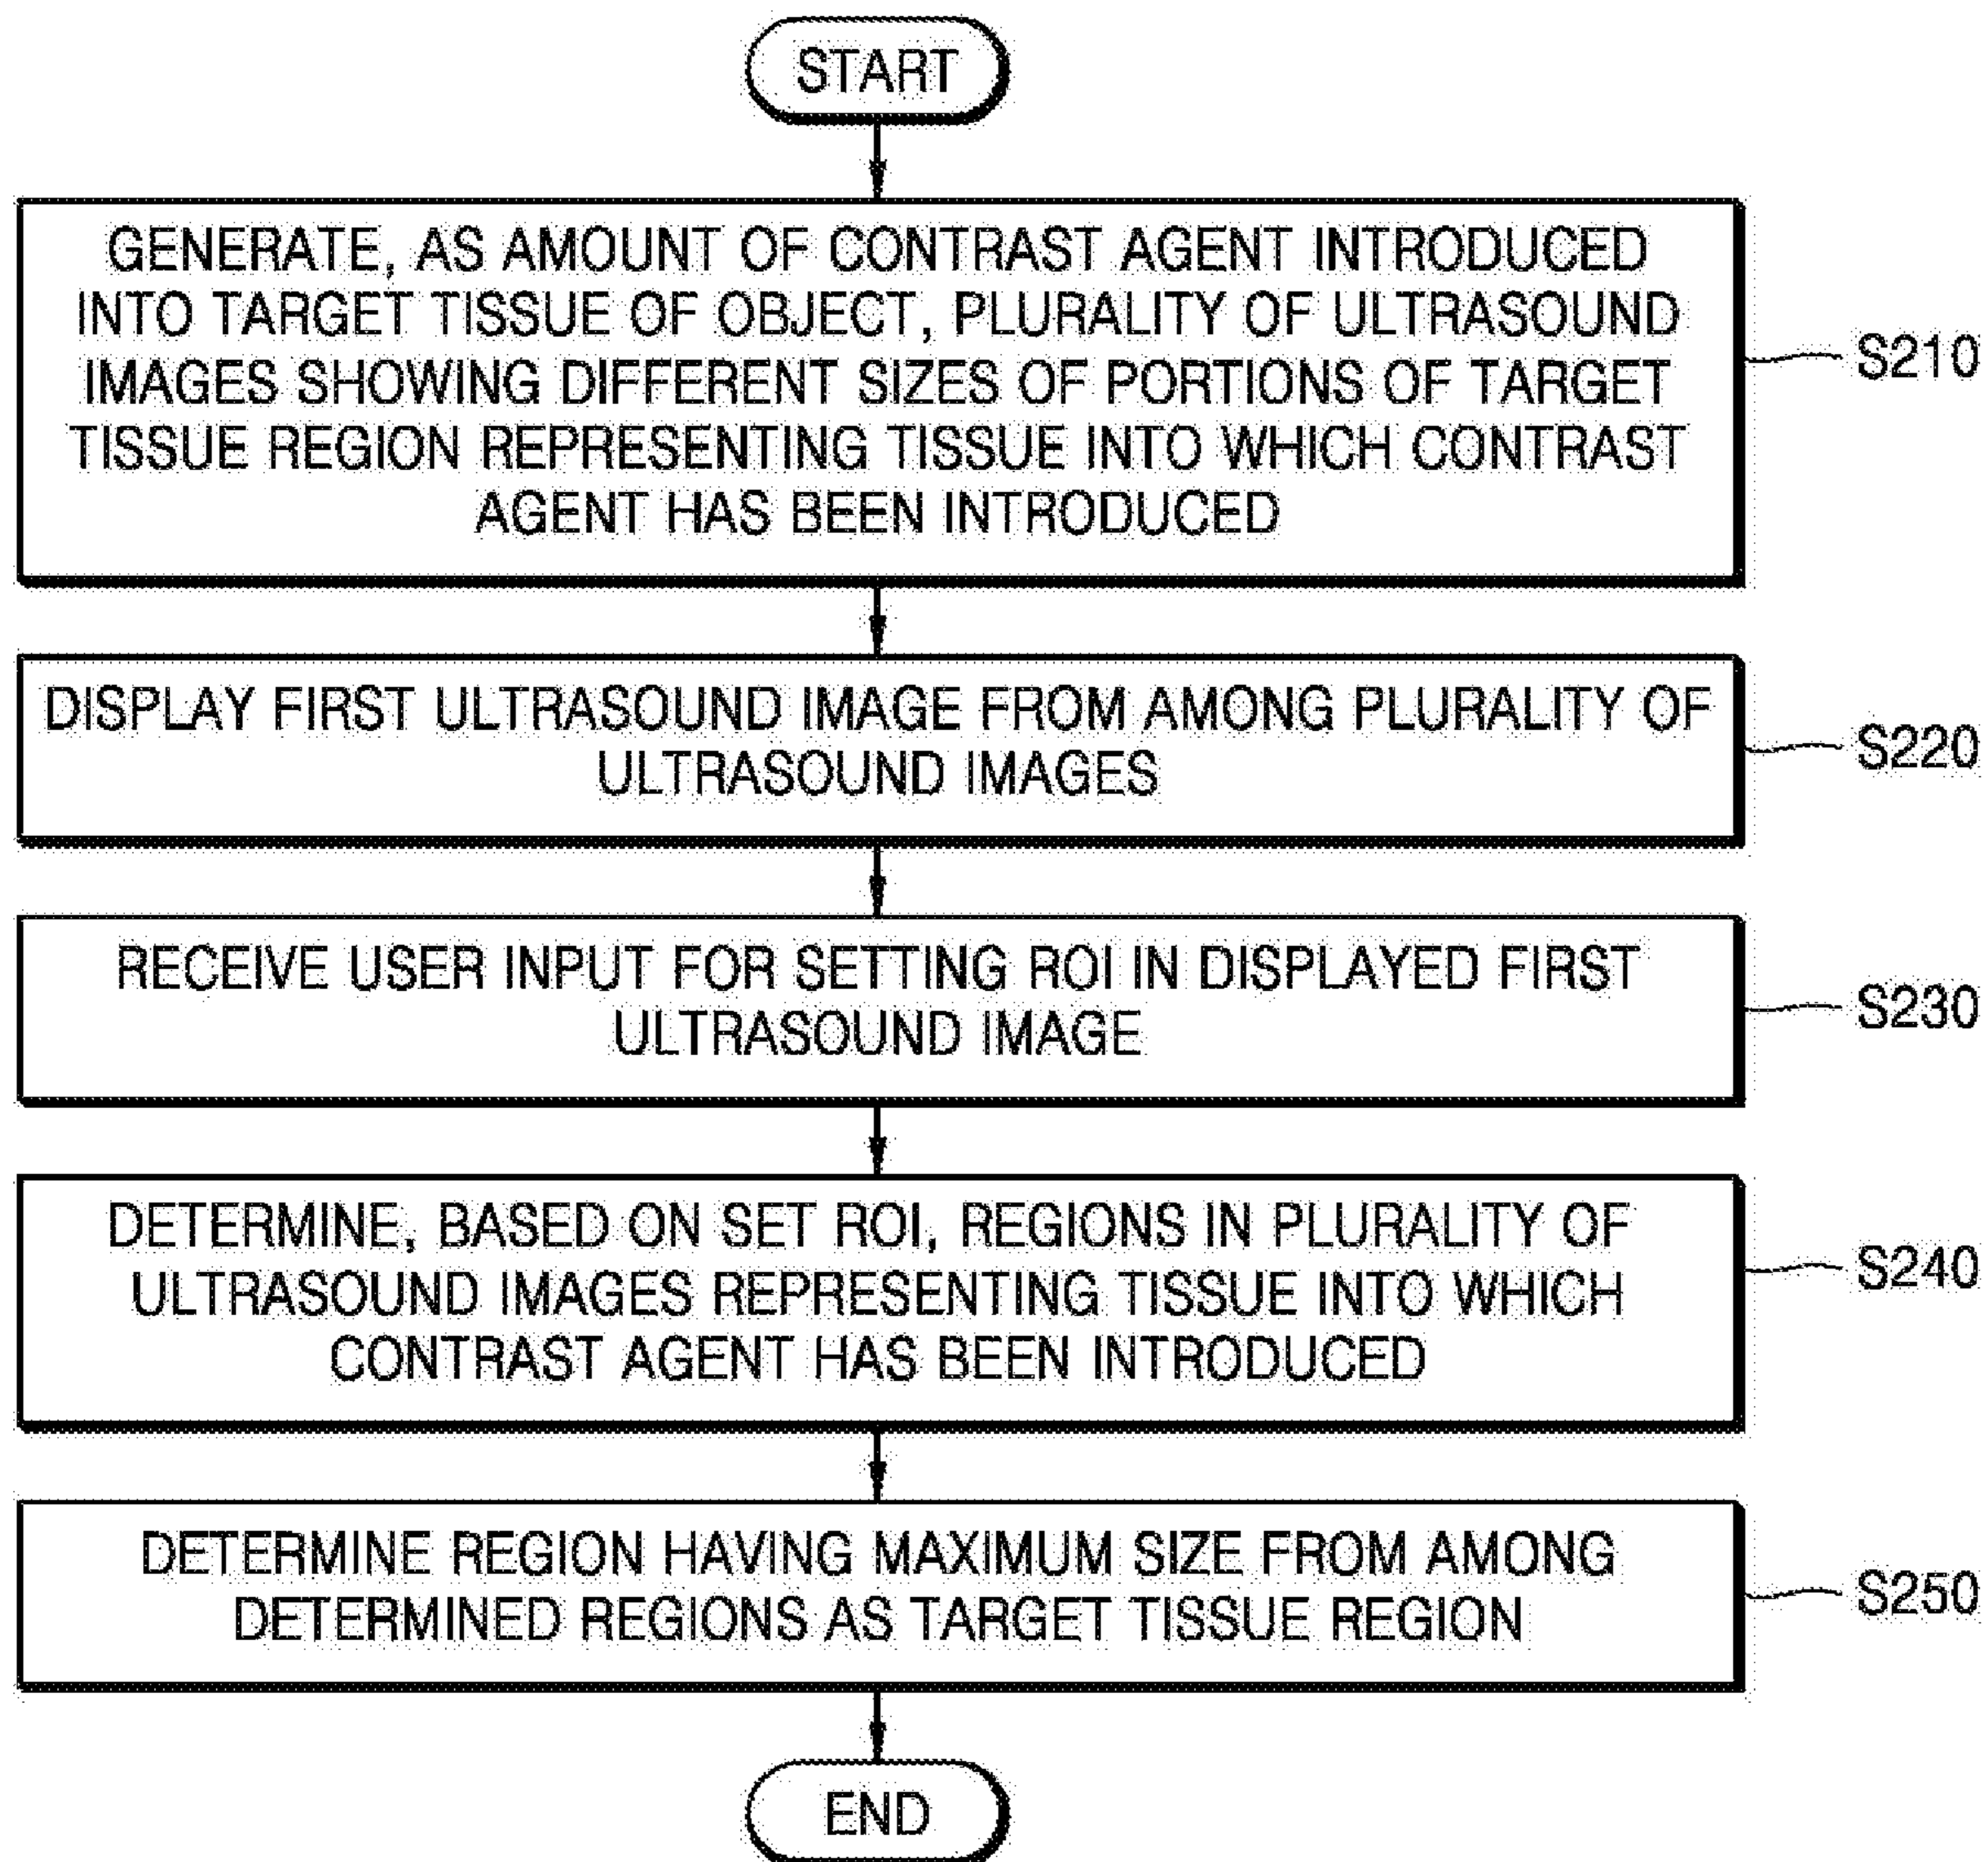 START
GENERATE, AS AMOUNT OF CONTRAST AGENT INTRODUCED
INTO TARGET TISSUE OF OBJECT, PLURALITY OF ULTRASOUND
IMAGES SHOWING DIFFERENT SIZES OF PORTIONS OF TARGET
TISSUE REGION REPRESENTING TISSUE INTO WHICH CONTRAST
AGENT HAS BEEN INTRODUCED
S210
DISPLAY FIRST ULTRASOUND IMAGE FROM AMONG PLURALITY OF
ULTRASOUND IMAGES
S220
RECEIVE USER INPUT FOR SETTING ROI IN DISPLAYED FIRST
ULTRASOUND IMAGE
S230
DETERMINE, BASED ON SET ROI, REGIONS IN PLURALITY OF
ULTRASOUND IMAGES REPRESENTING TISSUE INTO WHICH
CONTRAST AGENT HAS BEEN INTRODUCED
S240
DETERMINE REGION HAVING MAXIMUM SIZE FROM AMONG
DETERMINED REGIONS AS TARGET TISSUE REGION
S250
END